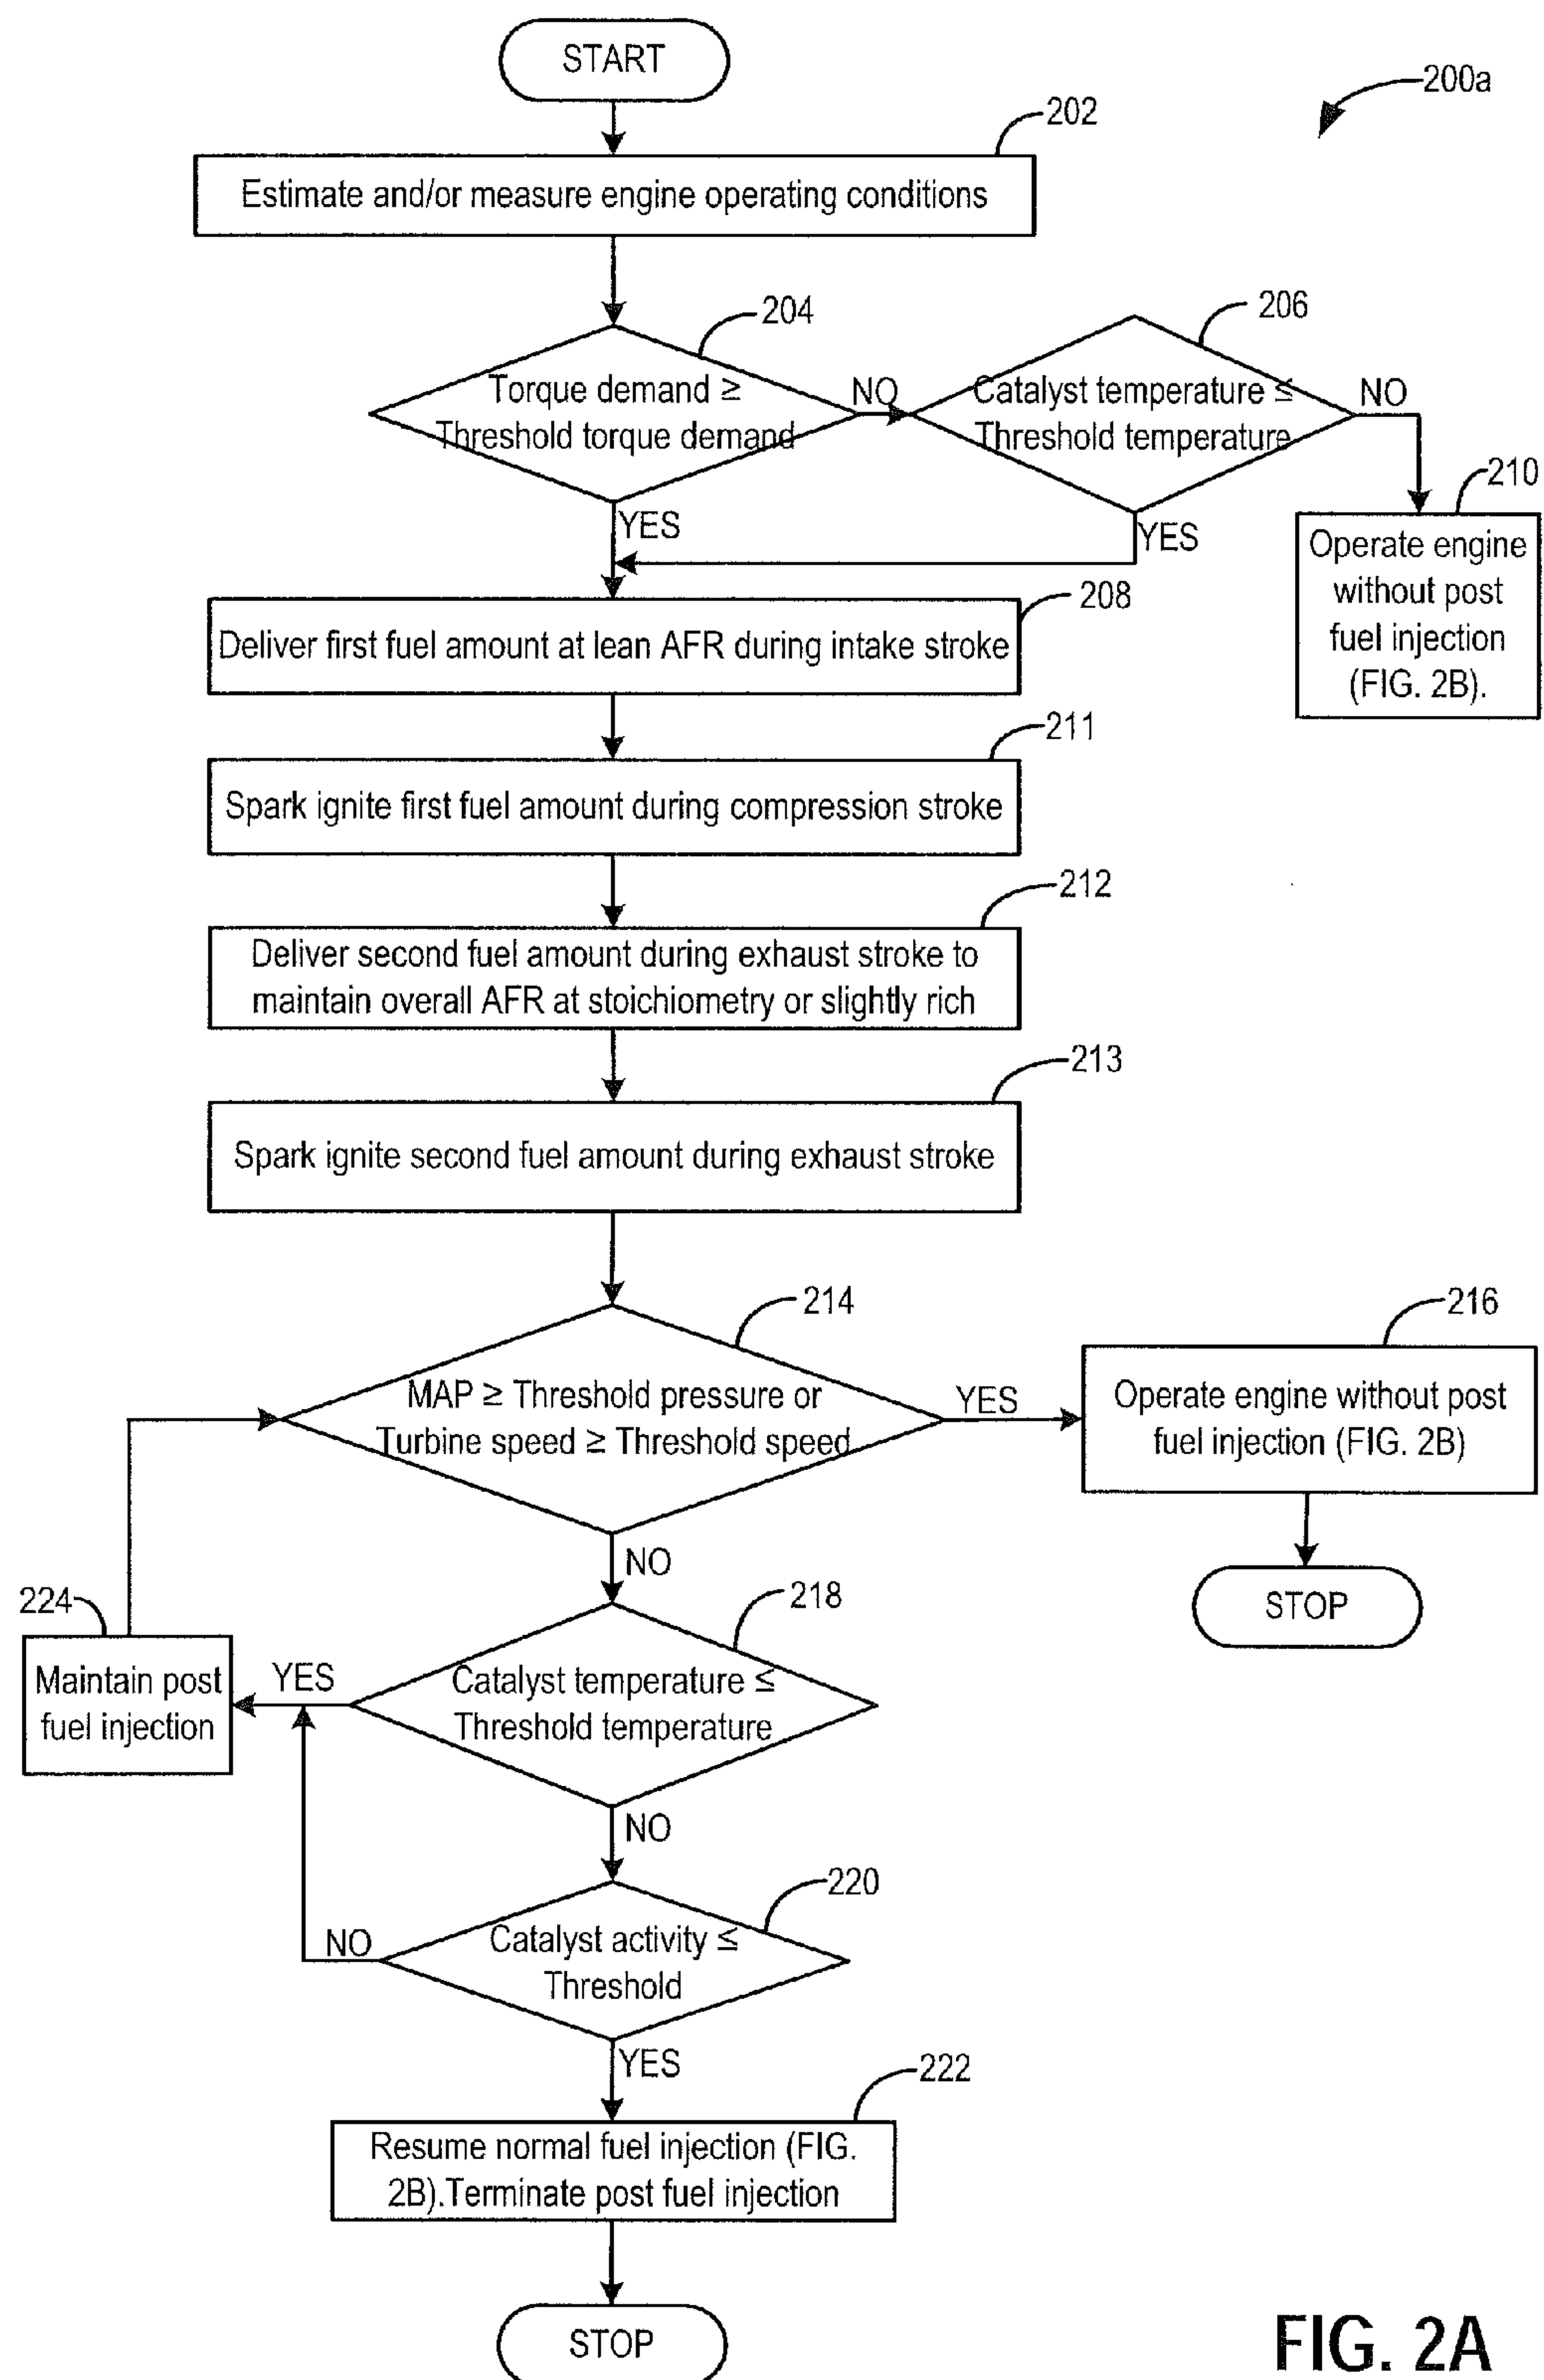 START
200a
202
Estimate and/or measure engine operating conditions
204
206
Torque demand ≥
Threshold torque demand
NO
Catalyst temperature ≤
Threshold temperature
NO
YES
YES
210
Operate engine
without post
fuel injection
(FIG. 2B).
208
Deliver first fuel amount at lean AFR during intake stroke
211
Spark ignite first fuel amount during compression stroke
212
Deliver second fuel amount during exhaust stroke to
maintain overall AFR at stoichiometry or slightly rich
213
Spark ignite second fuel amount during exhaust stroke
214
MAP ≥ Threshold pressure or
Turbine speed ≥ Threshold speed
YES
216
Operate engine without post
fuel injection (FIG. 2B)
STOP
NO
218
224
Maintain post
fuel injection
YES
Catalyst temperature ≤
Threshold temperature
NO
220
NO
Catalyst activity ≤
Threshold
YES
222
Resume normal fuel injection (FIG.
2B).Terminate post fuel injection
STOP
FIG. 2A